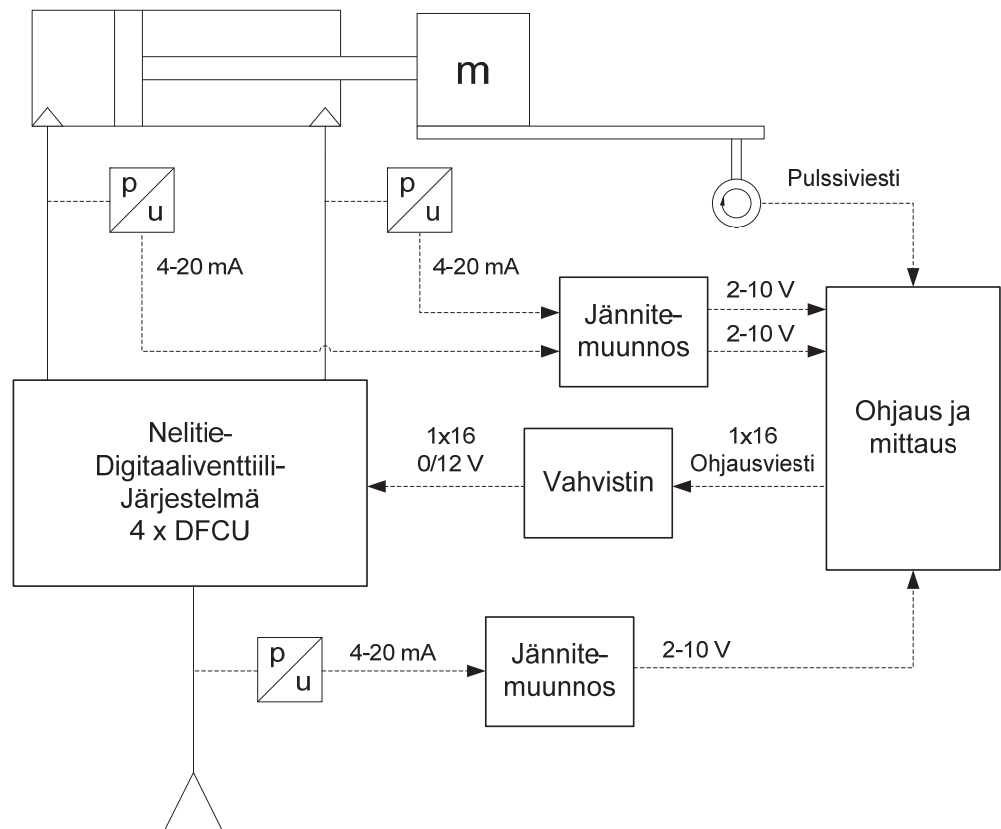 m
p
u
p
u
Pulssiviesti
4-20 mA
4-20 mA
Jännite-
muunnos
2-10 V
2-10 V
Ohjaus ja
mittaus
Nelitie-
Digitaaliventtiili-
Järjestelmä
4 x DFCU
1x16
0/12 V
Vahvistin
1x16
Ohjausviesti
p
u
4-20 mA
Jännite-
muunnos
2-10 V